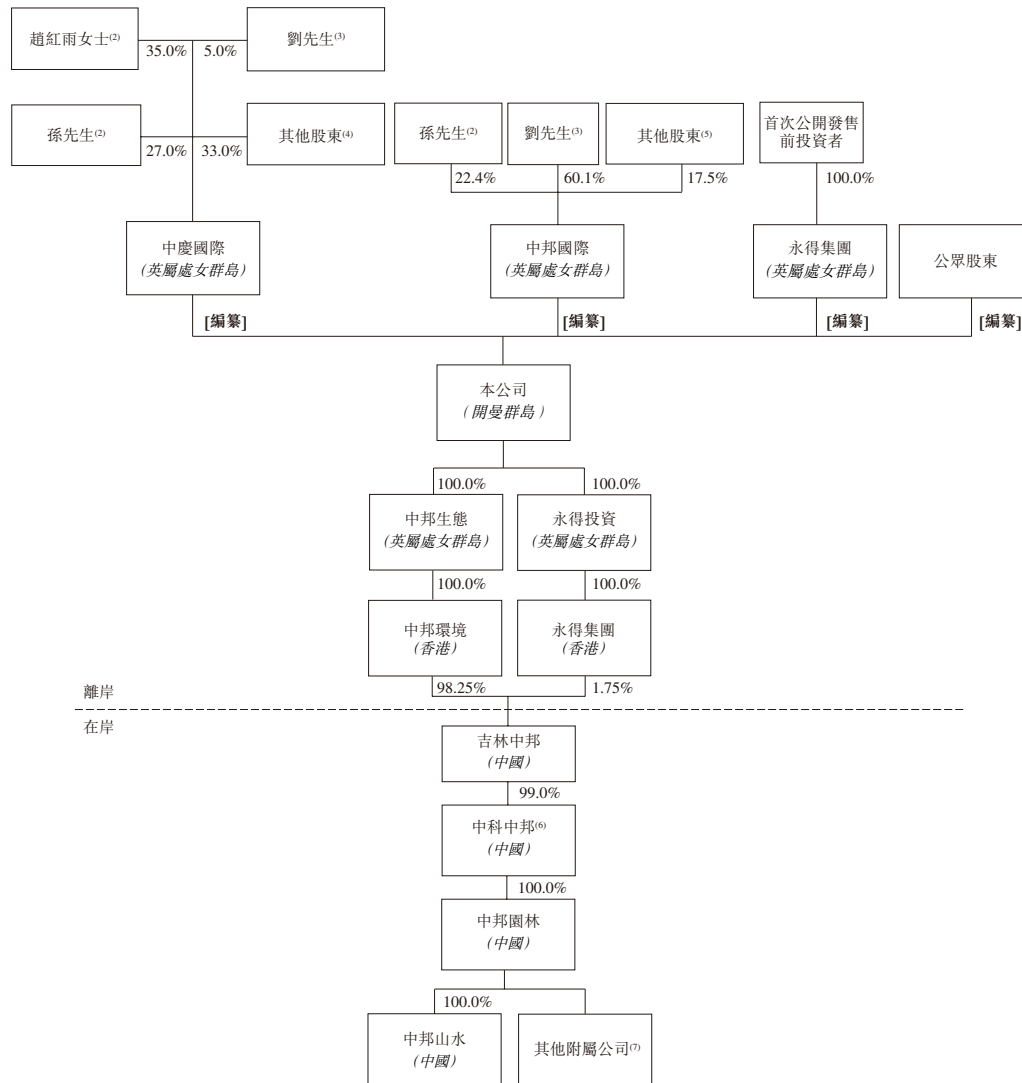 趙紅雨女士(2)
35.0%
5.0%
劉先生(3)
孫先生(2)
27.0%
33.0%
其他股東(4)
孫先生(2)
劉先生(3)
其他股東(5)
首次公開發售
前投資者
22.4%
60.1%
17.5%
100.0%
中慶國際
(英屬處女群島)
中邦國際
(英屬處女群島)
永得集團
(英屬處女群島)
公眾股東
[編纂]
[編纂]
[編纂]
[編纂]
本公司
(開曼群島)
100.0%
100.0%
中邦生態
(英屬處女群島)
永得投資
(英屬處女群島)
100.0%
100.0%
中邦環境
(香港)
永得集團
(香港)
98.25%
1.75%
離岸
在岸
吉林中邦
(中國)
99.0%
中科中邦(6)
(中國)
100.0%
中邦園林
(中國)
100.0%
中邦山水
(中國)
其他附屬公司(7)